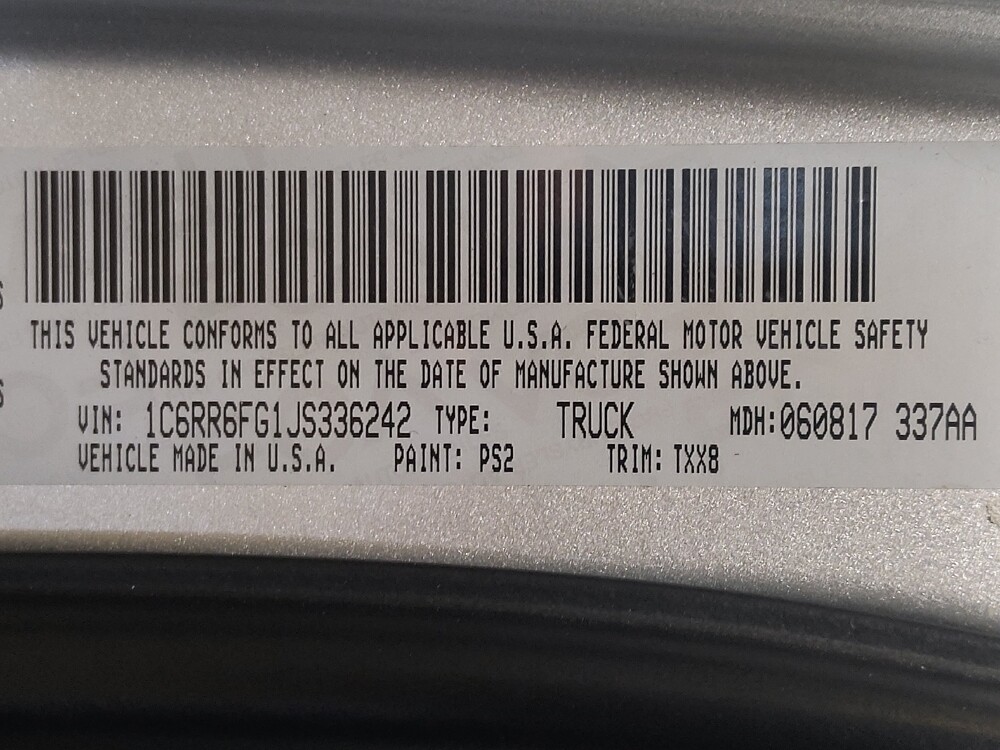 THIS VEHICLE CONFORMS TO ALL APPLICABLE U.S.A. FEDERAL MOTOR VEHICLE SAFETY
STANDARDS IN EFFECT ON THE DATE OF MANUFACTURE SHOWN ABOVE.
VIN: 1C6RR6FG1JS336242 TYPE: TRUCK MDH:060817 337AA
VEHICLE MADE IN U.S.A. PAINT: PS2 TRIM: TXX8